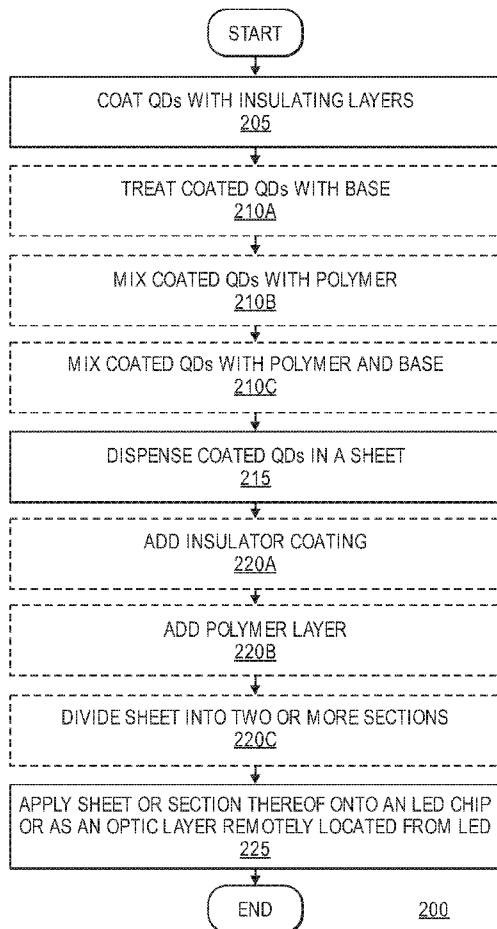 START
COAT QDs WITH INSULATING LAYERS
205
TREAT COATED QDs WITH BASE
210A
MIX COATED QDs WITH POLYMER
210B
MIX COATED QDs WITH POLYMER AND BASE
210C
DISPENSE COATED QDs IN A SHEET
215
ADD INSULATOR COATING
220A
ADD POLYMER LAYER
220B
DIVIDE SHEET INTO TWO OR MORE SECTIONS
220C
APPLY SHEET OR SECTION THEREOF ONTO AN LED CHIP
OR AS AN OPTIC LAYER REMOTELY LOCATED FROM LED
225
END
200